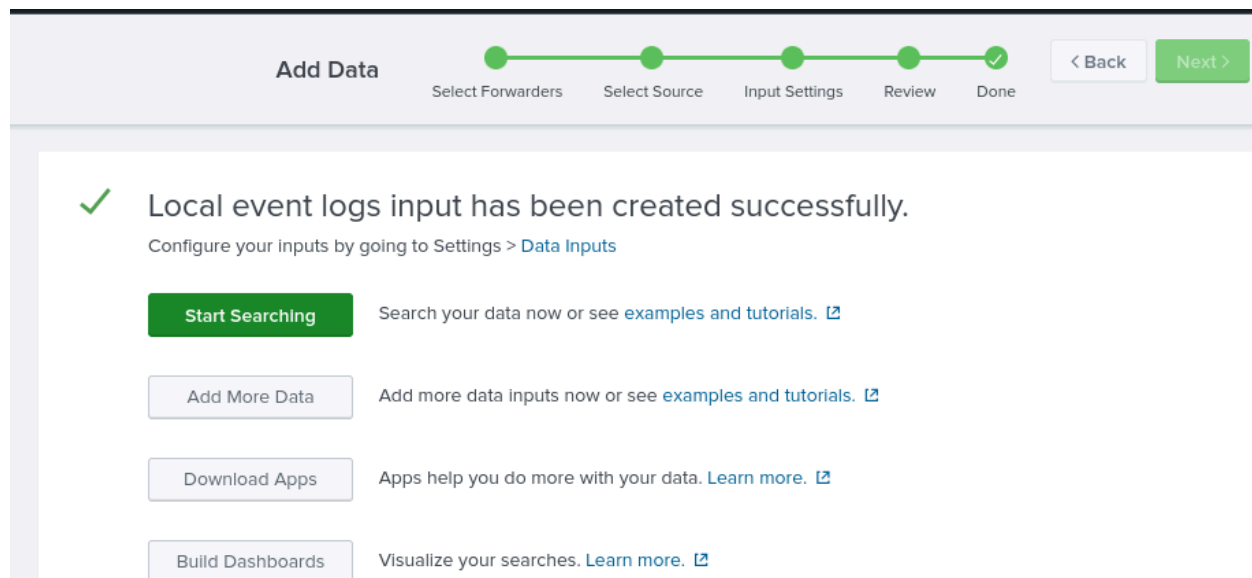 Add Data
Select Forwarders
Select Source
Input Settings
Review
Done
< Back
Next >
Local event logs input has been created successfully.
Configure your inputs by going to Settings > Data Inputs
Start Searching
Search your data now or see examples and tutorials.
Add More Data
Add more data inputs now or see examples and tutorials.
Download Apps
Apps help you do more with your data. Learn more.
Build Dashboards
Visualize your searches. Learn more.